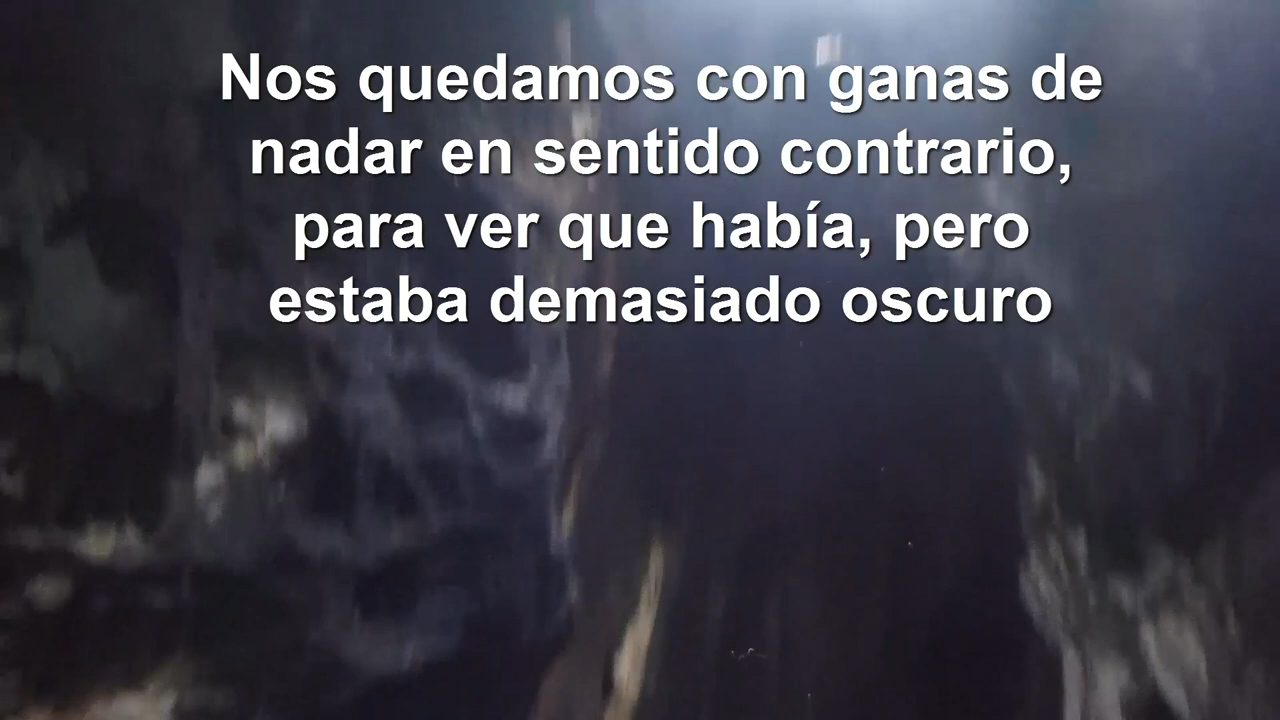 Nos quedamos con ganas de
nadar en sentido contrario,
para ver que había, pero
estaba demasiado oscuro